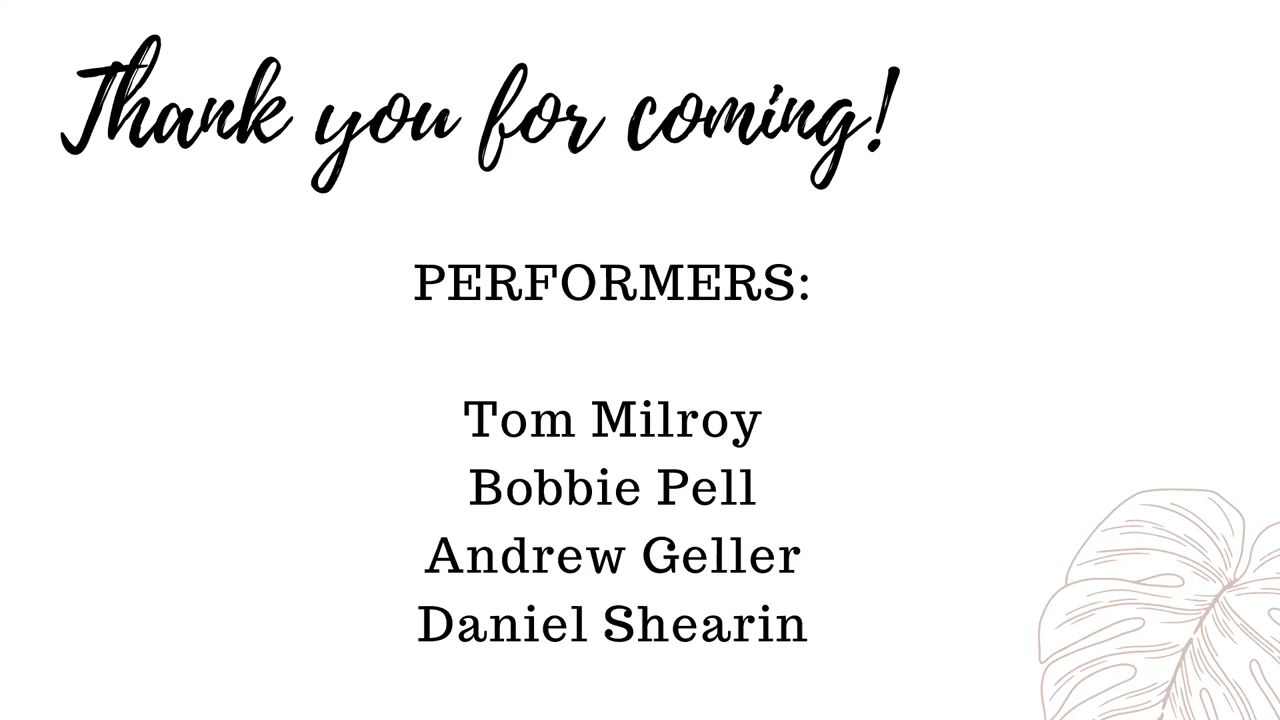 Thank you for coming!
PERFORMERS:
Tom Milroy
Bobbie Pell
Andrew Geller
Daniel Shearin